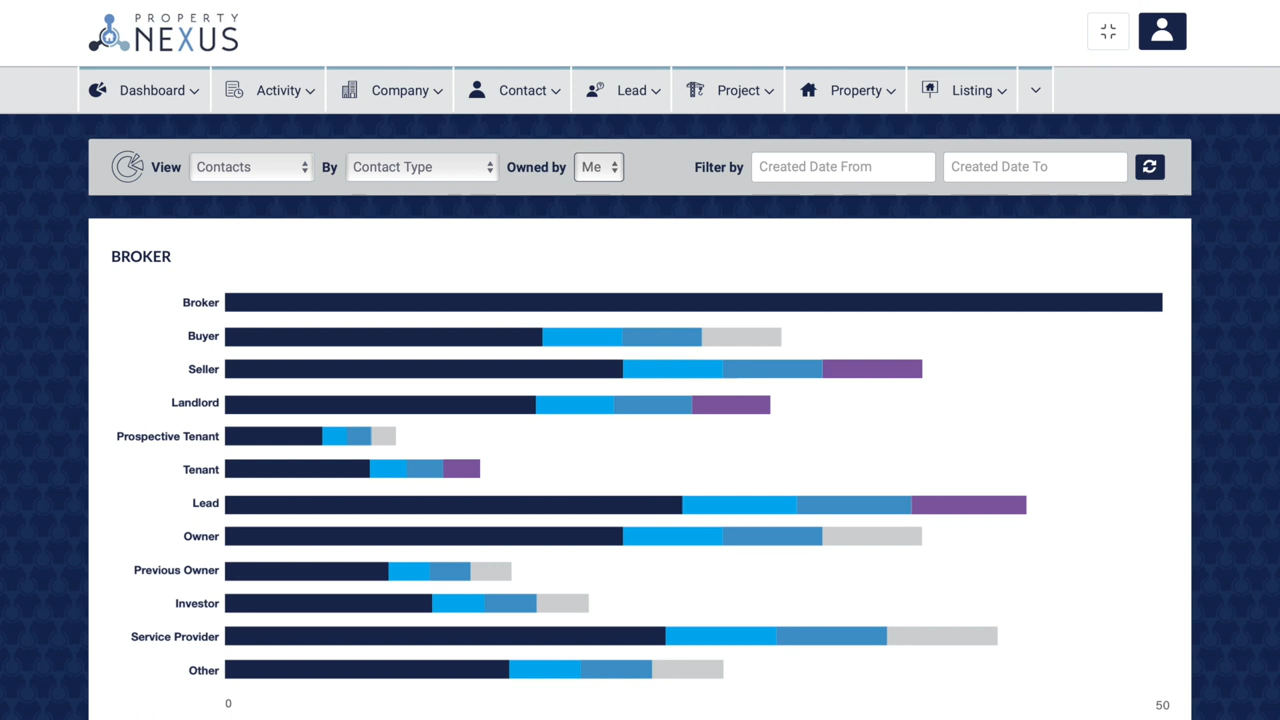 PROPERTY
NEXUS
Dashboard Activity Company Contact Lead Project Property Listing
View Contacts By Contact Type Owned by Me Filter by Created Date From Created Date To
BROKER
Broker
Buyer
Seller
Landlord
Prospective Tenant
Tenant
Lead
Owner
Previous Owner
Investor
Service Provider
Other
0 50